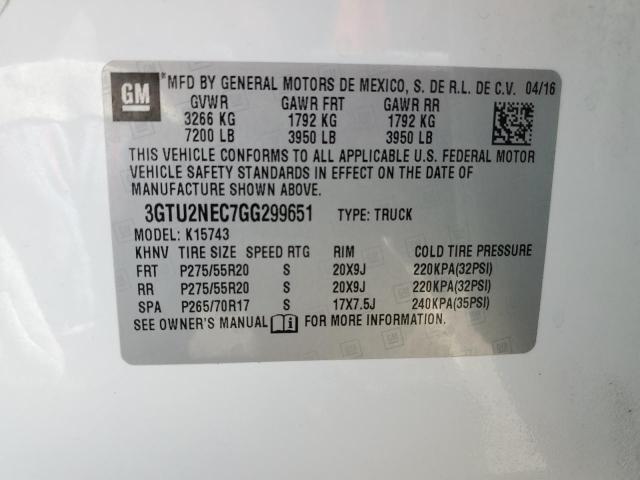 GM *MFD BY GENERAL MOTORS DE MEXICO, S. DE R.L. DE C.V. 04/16
GVWR GAWR FRT GAWR RR
3266 KG 1792 KG 1792 KG
7200 LB 3950 LB 3950 LB
THIS VEHICLE CONFORMS TO ALL APPLICABLE U.S. FEDERAL MOTOR
VEHICLE SAFETY STANDARDS IN EFFECT ON THE DATE OF
MANUFACTURE SHOWN ABOVE.
3GTU2NEC7GG299651 TYPE: TRUCK
MODEL: K15743
KHNV TIRE SIZE SPEED RTG RIM COLD TIRE PRESSURE
FRT P275/55R20 S 20X9J 220KPA(32PSI)
RR P275/55R20 S 20X9J 220KPA(32PSI)
SPA P265/70R17 S 17X7.5J 240KPA(35PSI)
SEE OWNER'S MANUAL FOR MORE INFORMATION.